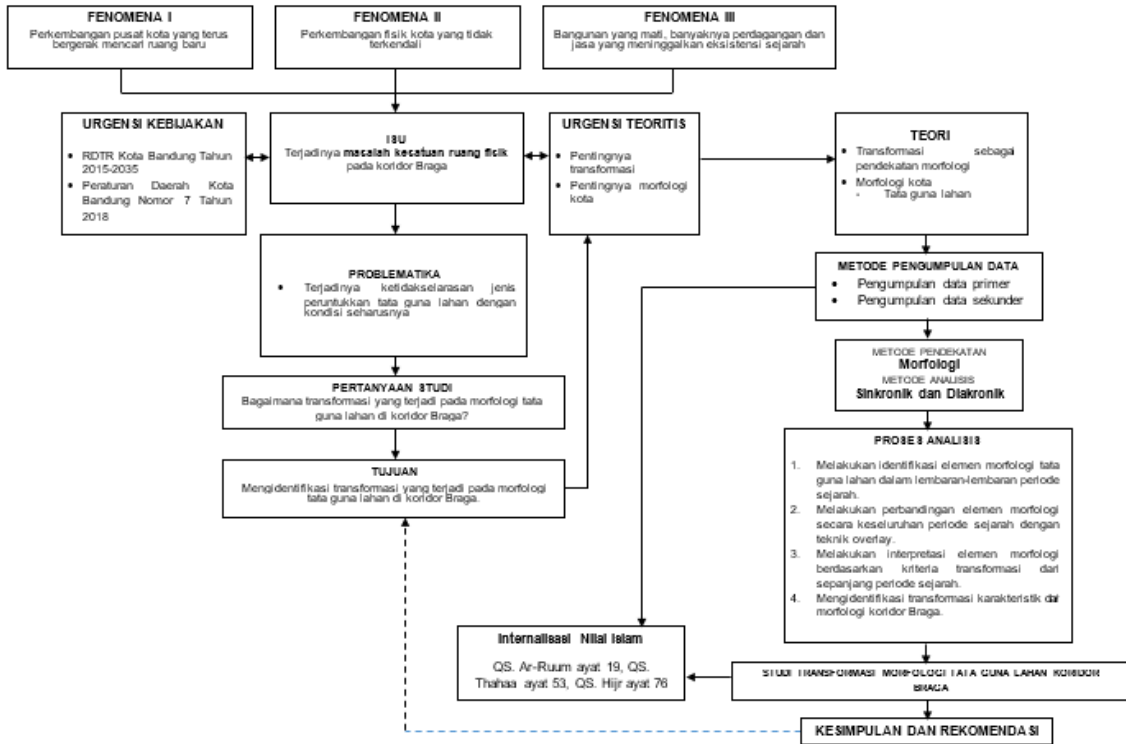 FENOMENA I
Perkembangan pusat kota yang terus
bergerak mencari ruang baru
FENOMENA II
Perkembangan fisik kota yang tidak
terkendali
FENOMENA III
Bangunan yang mati, banyaknya perdagangan dan
jasa yang meninggalkan eksistensi sejarah
URGENSI KEBIJAKAN
• RDTR Kota Bandung Tahun
2015-2035
• Peraturan Daerah Kota
Bandung Nomor 7 Tahun
2018
ISU
Terjadinya masalah kesatuan ruang fisik
pada koridor Braga
URGENSI TEORITIS
• Pentingnya
transformasi
• Pentingnya morfologi
kota
TEORI
• Transformasi sebagai
pendekatan morfologi
• Morfologi kota
- Tata guna lahan
PROBLEMATIKA
• Terjadinya ketidakselarasan jenis
peruntukkan tata guna lahan dengan
kondisi seharusnya
METODE PENGUMPULAN DATA
• Pengumpulan data primer
• Pengumpulan data sekunder
METODE PENDEKATAN
Morfologi
METODE ANALISIS
Sinkronik dan Diakronik
PERTANYAAN STUDI
Bagaimana transformasi yang terjadi pada morfologi tata
guna lahan di koridor Braga?
TUJUAN
Mengidentifikasi transformasi yang terjadi pada morfologi
tata guna lahan di koridor Braga.
PROSES ANALISIS
1. Melakukan identifikasi elemen morfologi tata
guna lahan dalam lembaran-lembaran periode
sejarah.
2. Melakukan perbandingan elemen morfologi
secara keseluruhan periode sejarah dengan
teknik overlay.
3. Melakukan interpretasi elemen morfologi
berdasarkan kriteria transformasi dari
sepanjang periode sejarah.
4. Mengidentifikasi transformasi karakteristik dari
morfologi koridor Braga.
Internalisasi Nilai Islam
QS. Ar-Ruum ayat 19, QS.
Thahaa ayat 53, QS. Hijr ayat 76
STUDI TRANSFORMASI MORFOLOGI TATA GUNA LAHAN KORIDOR
BRAGA
KESIMPULAN DAN REKOMENDASI